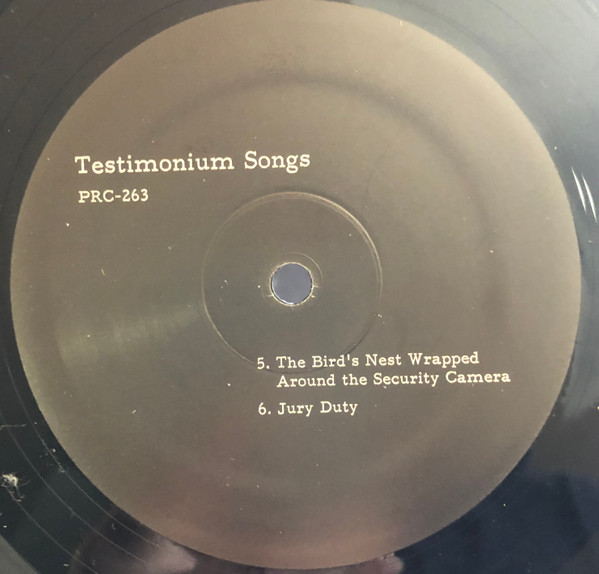 Testimonium Songs
PRC-263
5. The Bird's Nest Wrapped
Around the Security Camera
6. Jury Duty